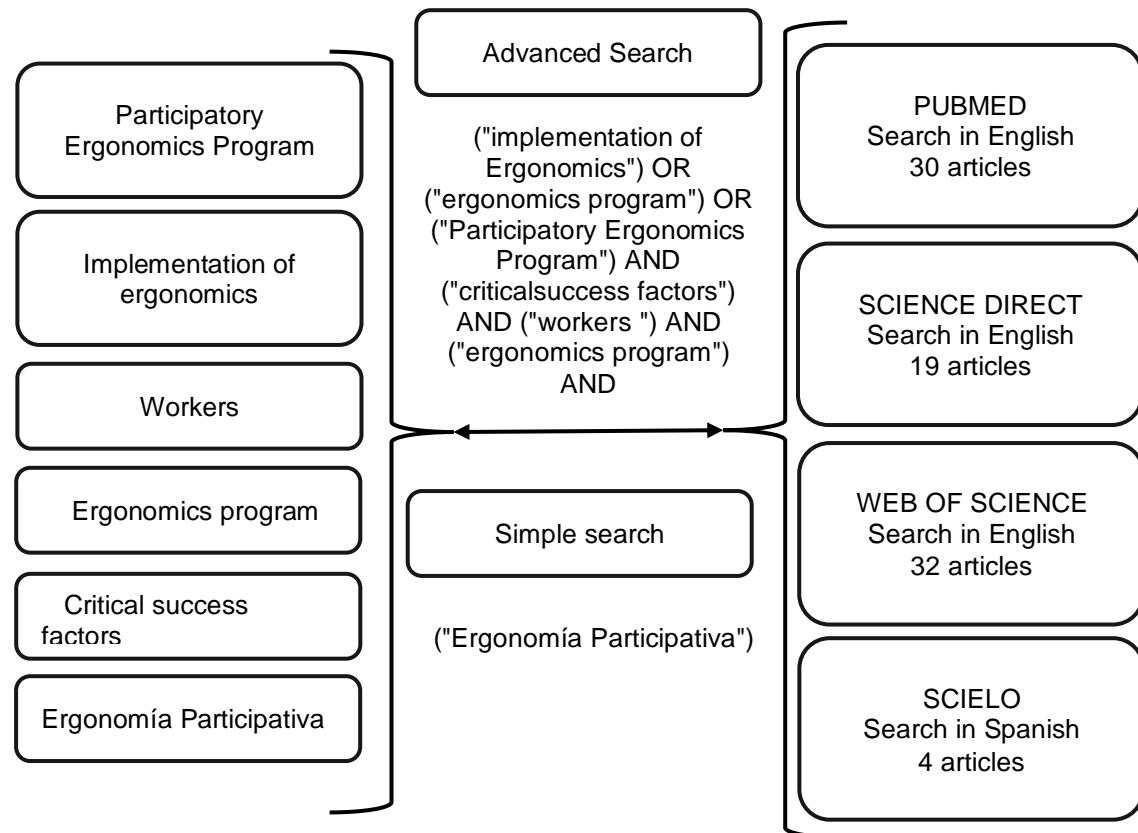 Participatory
Ergonomics Program
Implementation of
ergonomics
Workers
Ergonomics program
Critical success
factors
Ergonomía Participativa
Advanced Search
("implementation of
Ergonomics") OR
("ergonomics program") OR
("Participatory Ergonomics
Program") AND
("criticalsuccess factors")
AND ("workers ") AND
("ergonomics program")
AND
Simple search
("Ergonomía Participativa")
PUBMED
Search in English
30 articles
SCIENCE DIRECT
Search in English
19 articles
WEB OF SCIENCE
Search in English
32 articles
SCIELO
Search in Spanish
4 articles